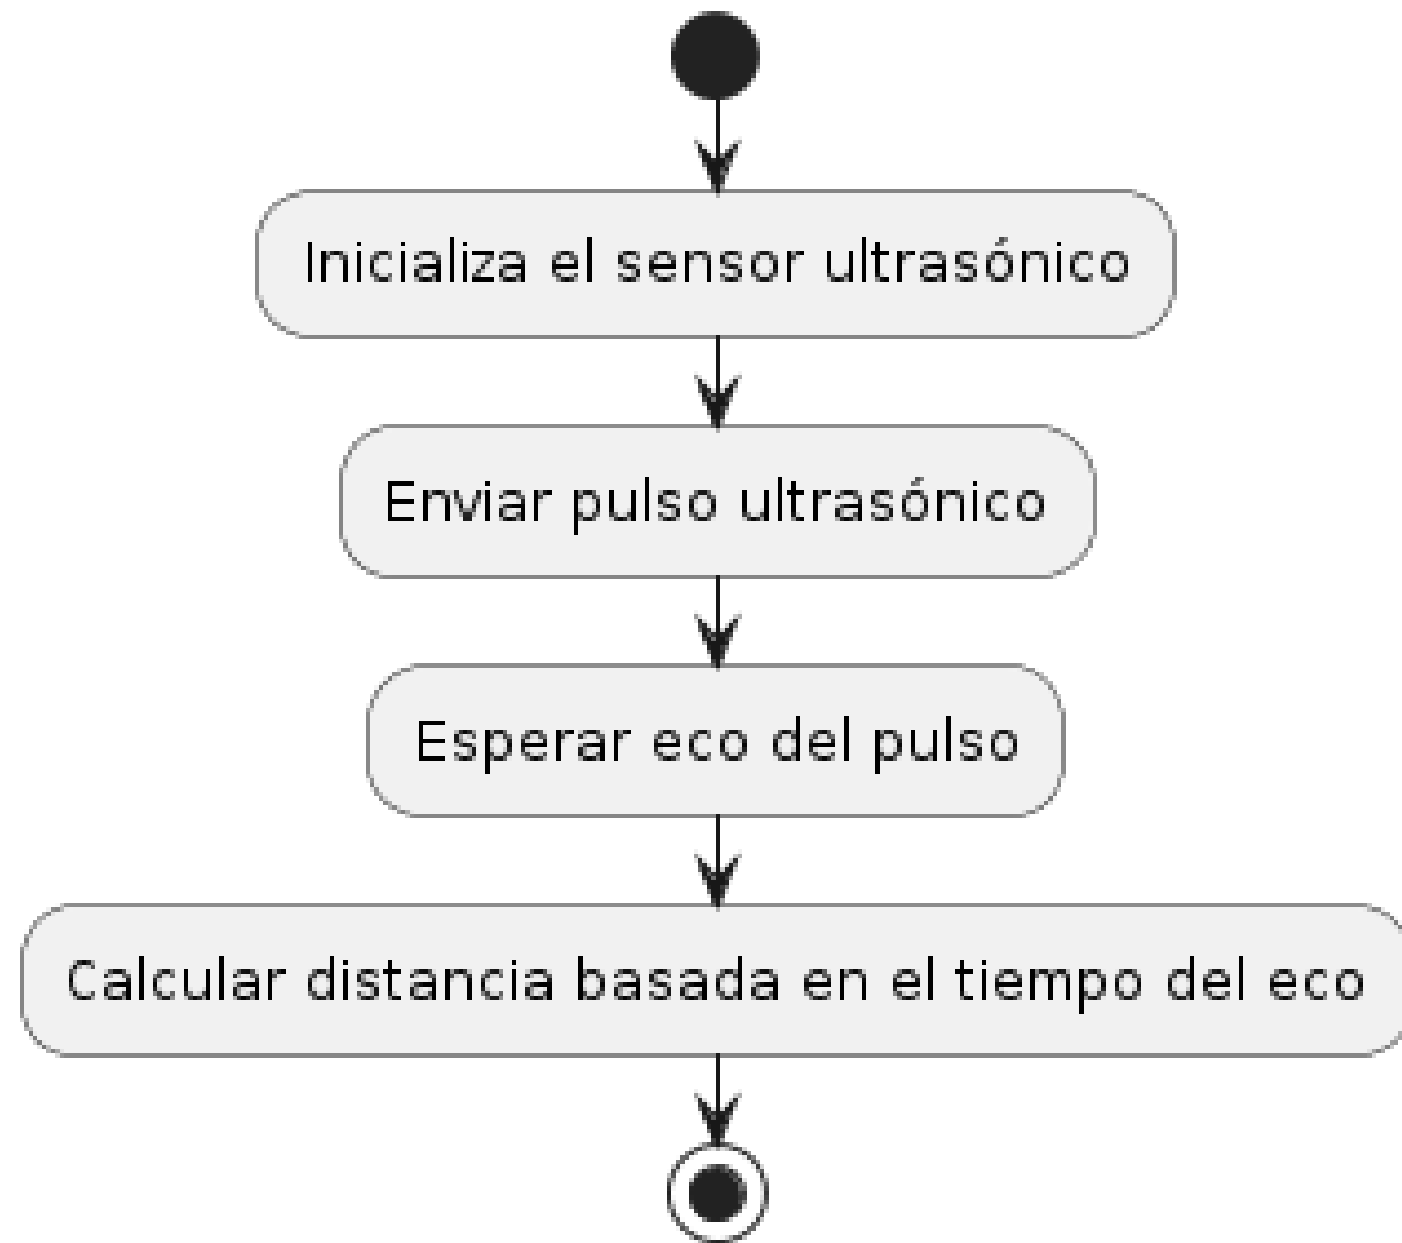 Inicializa el sensor ultrasónico
Enviar pulso ultrasónico
Esperar eco del pulso
Calcular distancia basada en el tiempo del eco